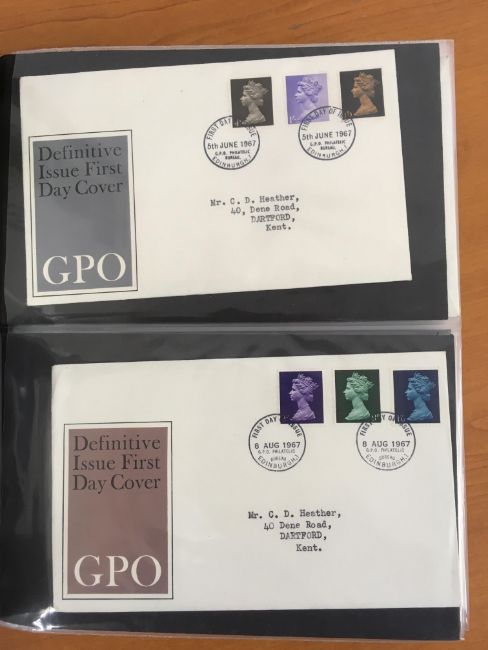 Definitive
Issue First
Day Cover
GPO
FIRST DAY OF ISSUE
5th JUNE 1967
G.P.O. PHILATELIC
BUREAU,
EDINBURGH.1
FIRST DAY OF ISSUE
5th JUNE 1967
G.P.O. PHILATELIC
BUREAU,
EDINBURGH.1
Mr. C. D. Heather,
40, Dene Road,
DARTFORD,
Kent.
Definitive
Issue First
Day Cover
GPO
FIRST DAY OF ISSUE
8 AUG 1967
G.P.O. PHILATELIC
BUREAU
EDINBURGH.1
FIRST DAY OF ISSUE
8 AUG 1967
G.P.O. PHILATELIC
BUREAU
EDINBURGH.1
Mr. C. D. Heather,
40 Dene Road,
DARTFORD,
Kent.